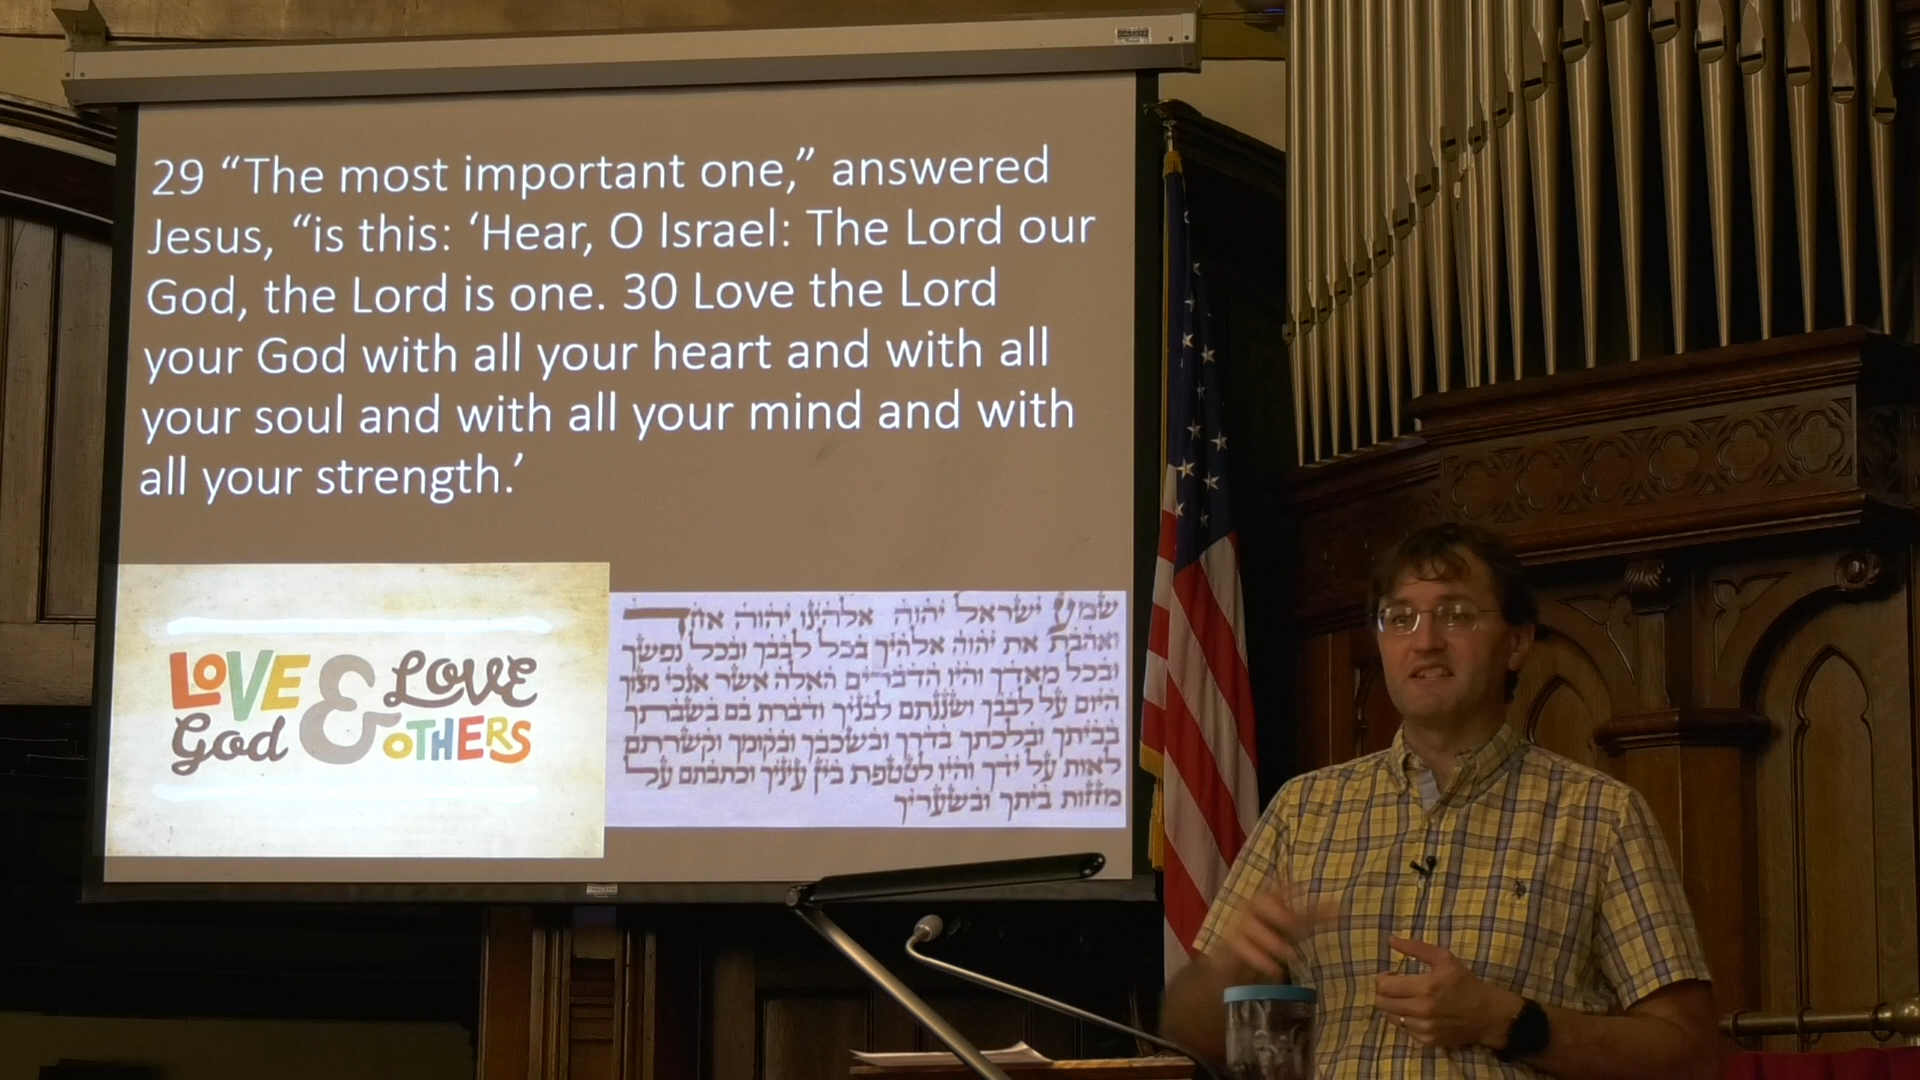 29 “The most important one,” answered
Jesus, “is this: ‘Hear, O Israel: The Lord our
God, the Lord is one. 30 Love the Lord
your God with all your heart and with all
your soul and with all your mind and with
all your strength.’
LOVE & LOVE
God OTHERS
שמע ישראל יהוה אלהינו יהוה אחד
ואהבת את יהוה אלהיך בכל לבבך ובכל נפשך
ובכל מאדך והיו הדברים האלה אשר אנכי מצוך
היום על לבבך ושננתם לבניך ודברת בם בשבתך
בביתך ובלכתך בדרך ובשכבך ובקומך וקשרתם
לאות על ידך והיו לטטפת בין עיניך וכתבתם על
מזזות ביתך ובשעריך